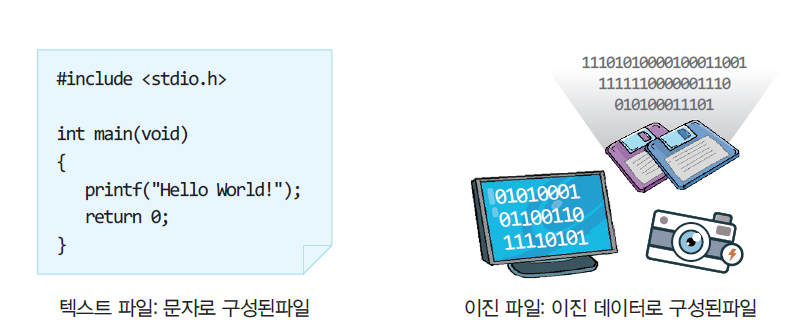 #include <stdio.h>
int main(void)
{
printf("Hello World!");
return 0;
}
텍스트 파일: 문자로 구성된파일
11101010000100011001
1111110000001110
010100011101
01010001
01100110
11110101
이진 파일: 이진 데이터로 구성된파일